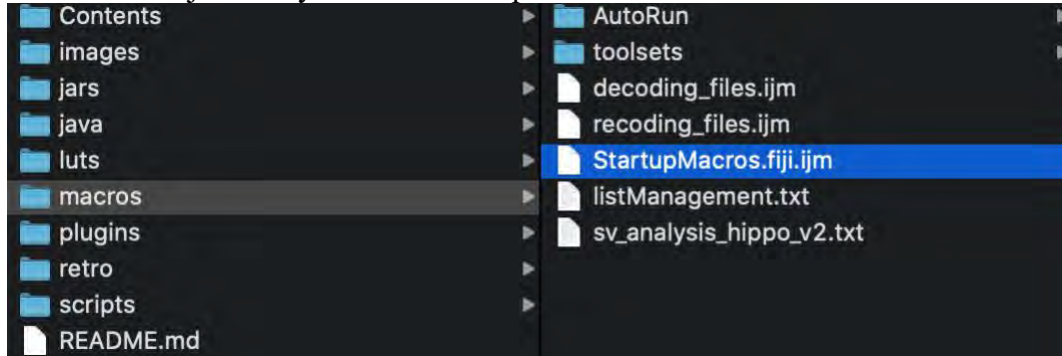 Contents
images
jars
java
luts
macros
plugins
retro
scripts
README.md
AutoRun
toolsets
decoding_files.ijm
recoding_files.ijm
StartupMacros.fiji.ijm
listManagement.txt
sv_analysis_hippo_v2.txt